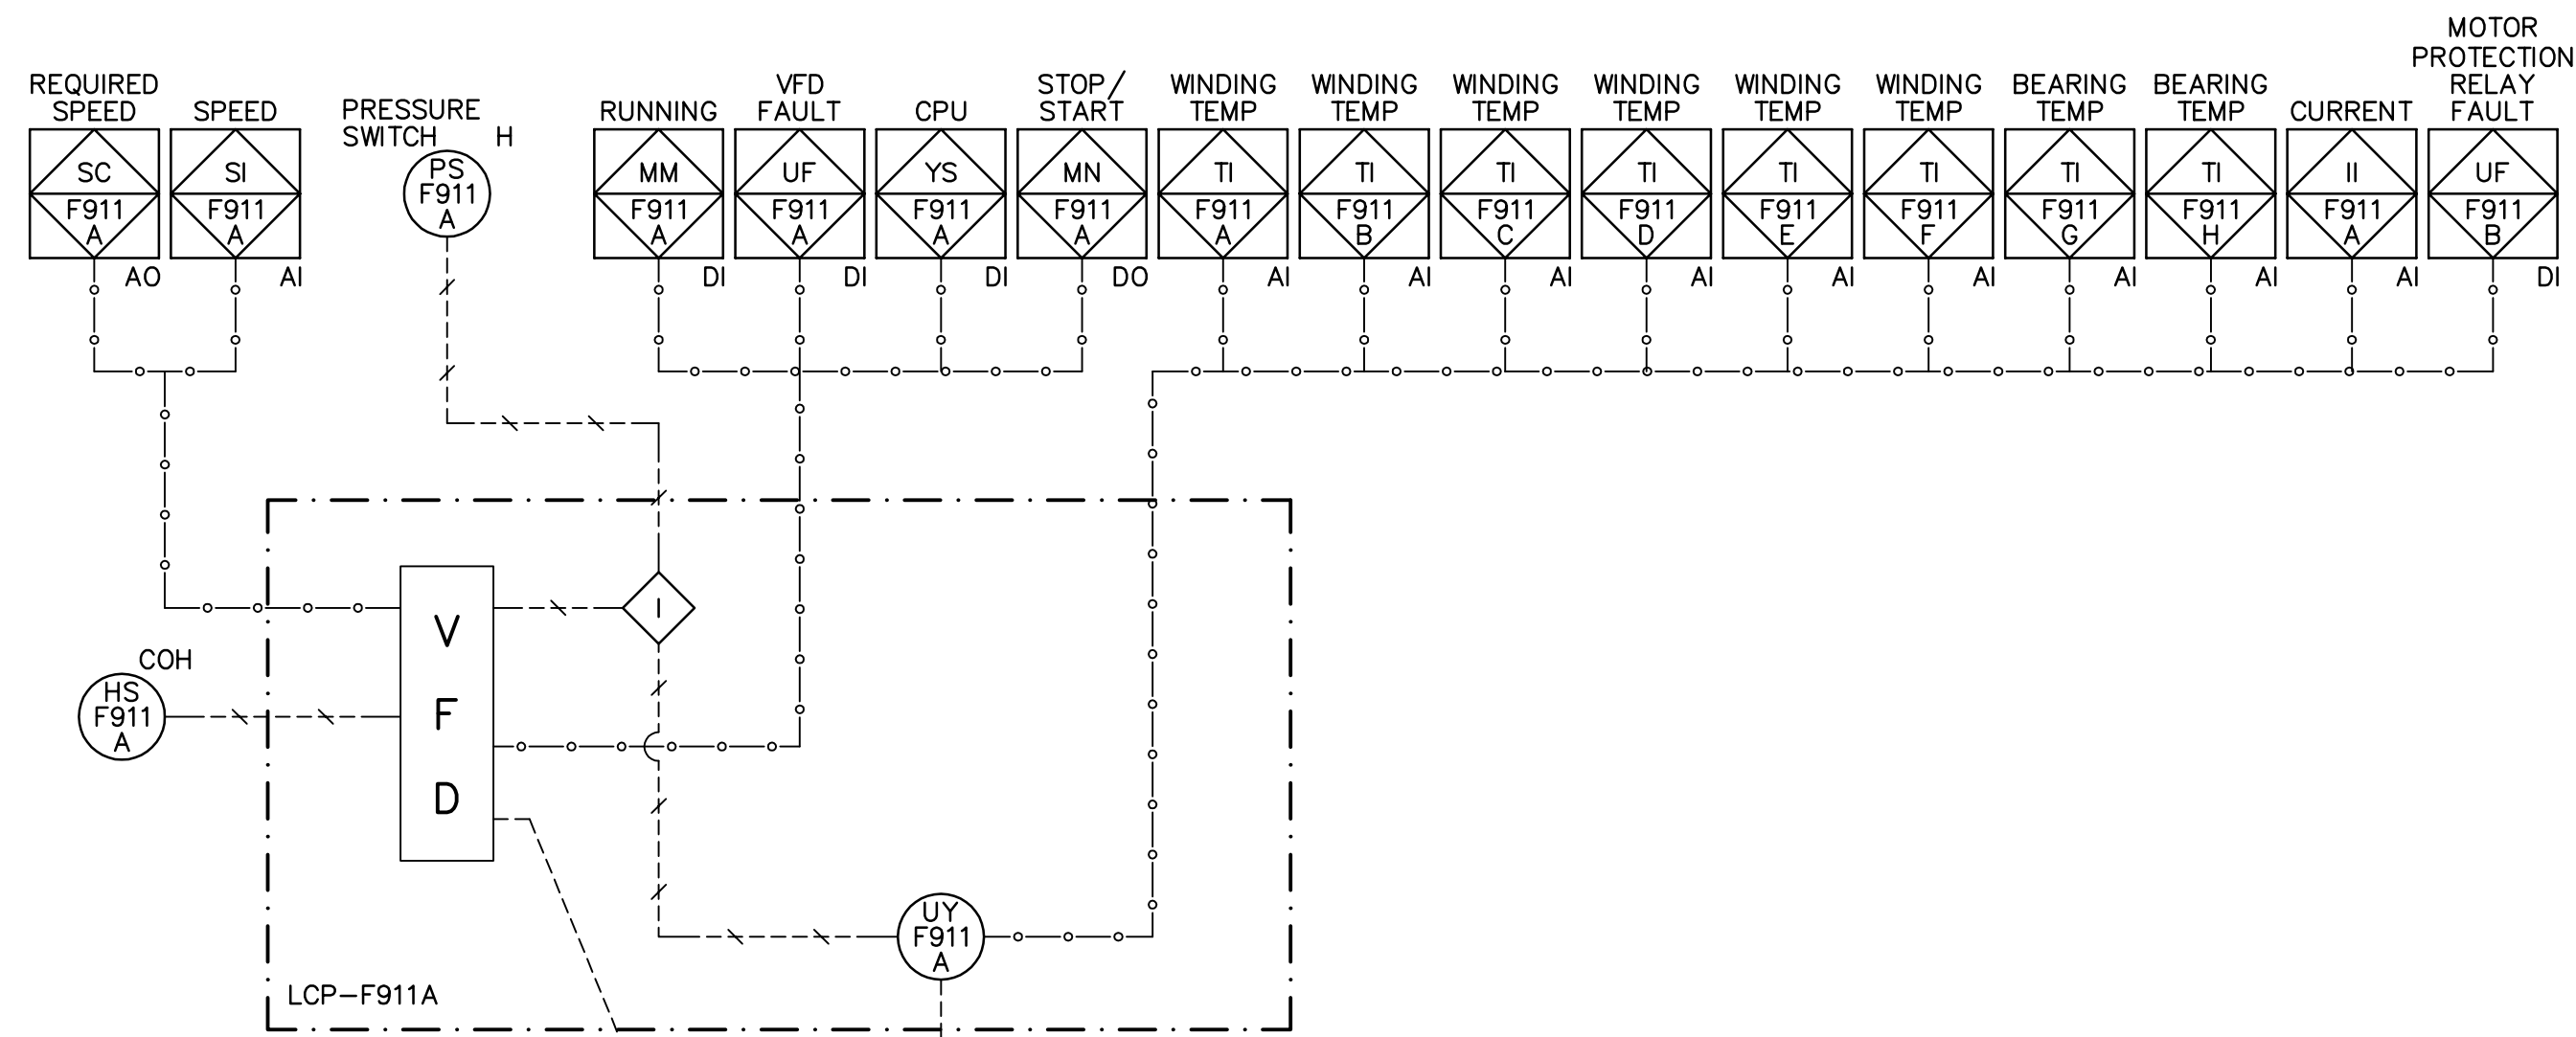 REQUIRED
SPEED
SC
F911
A
AO
SPEED
SI
F911
A
AI
PRESSURE
SWITCH H
PS
F911
A
RUNNING
MM
F911
A
DI
VFD
FAULT
UF
F911
A
DI
CPU
YS
F911
A
DI
STOP/
START
MN
F911
A
DO
WINDING
TEMP
TI
F911
A
AI
WINDING
TEMP
TI
F911
B
AI
WINDING
TEMP
TI
F911
C
AI
WINDING
TEMP
TI
F911
D
AI
WINDING
TEMP
TI
F911
E
AI
WINDING
TEMP
TI
F911
F
AI
BEARING
TEMP
TI
F911
G
AI
BEARING
TEMP
TI
F911
H
AI
CURRENT
II
F911
A
AI
MOTOR
PROTECTION
RELAY
FAULT
UF
F911
B
DI
I
V
F
D
COH
HS
F911
A
UY
F911
A
LCP-F911A